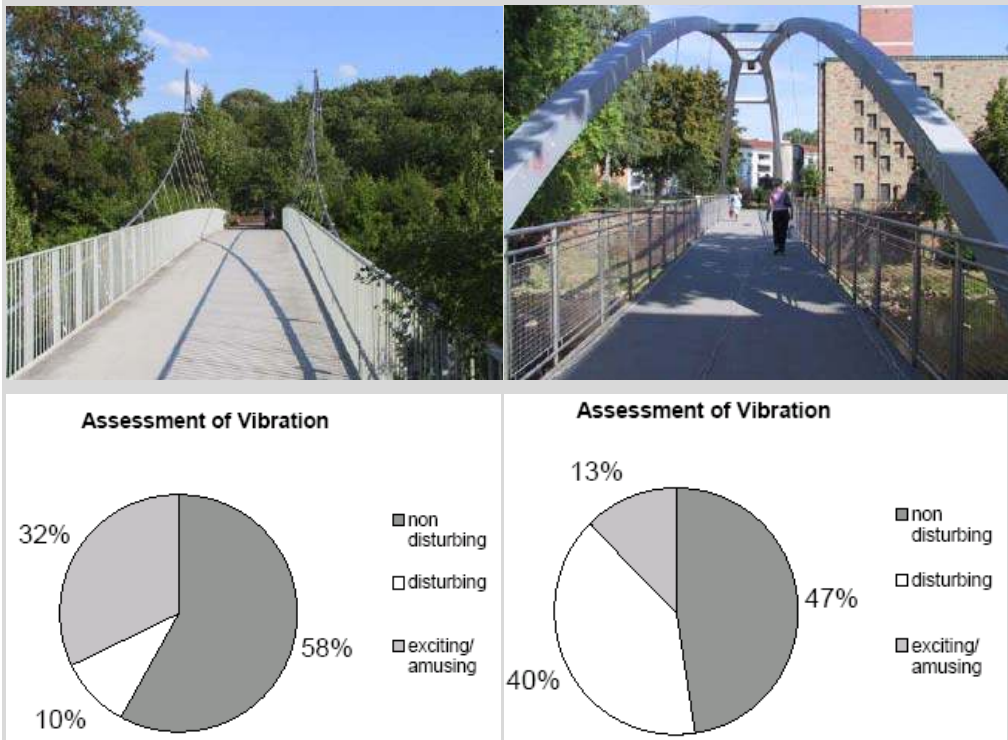 Assessment of Vibration
32%
58%
10%
non
disturbing
disturbing
exciting/
amusing
Assessment of Vibration
13%
47%
40%
non
disturbing
disturbing
exciting/
amusing